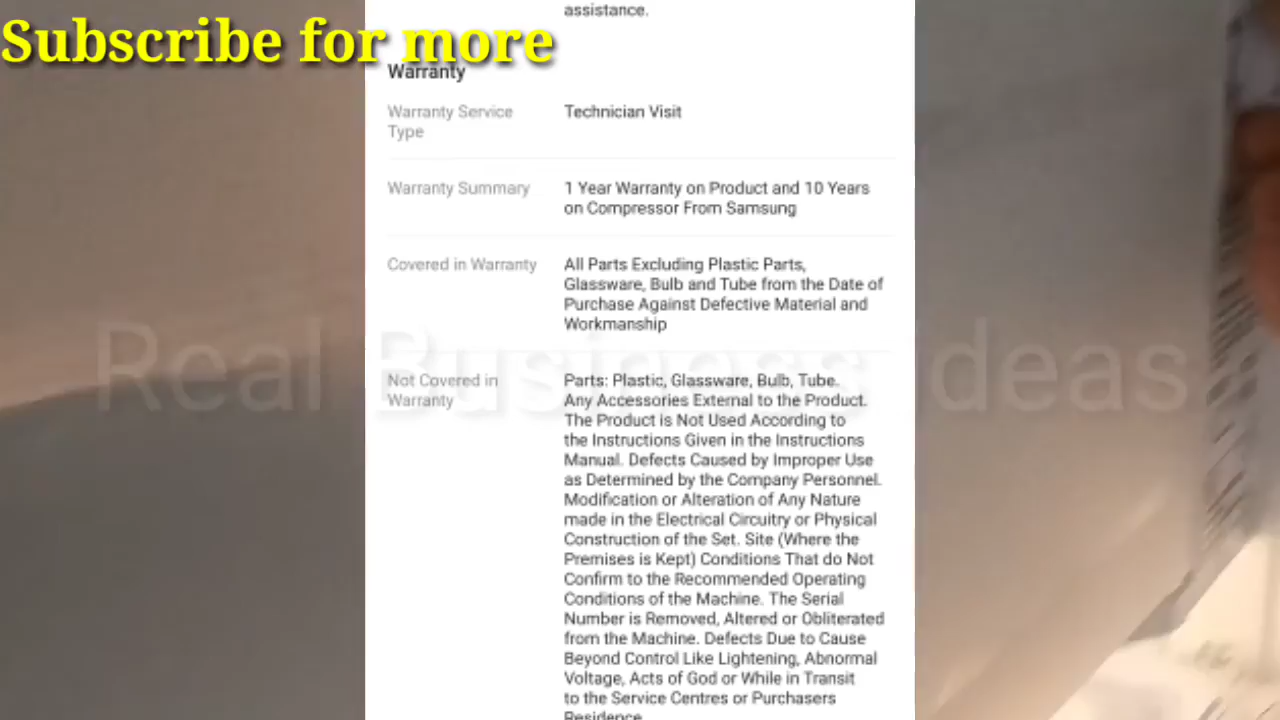 assistance.
Subscribe for more
Warranty
Warranty Service
Type
Technician Visit
Warranty Summary
1 Year Warranty on Product and 10 Years
on Compressor From Samsung
Covered in Warranty
All Parts Excluding Plastic Parts,
Glassware, Bulb and Tube from the Date of
Purchase Against Defective Material and
Workmanship
Real Business Ideas
Not Covered in
Warranty
Parts: Plastic, Glassware, Bulb, Tube.
Any Accessories External to the Product.
The Product is Not Used According to
the Instructions Given in the Instructions
Manual. Defects Caused by Improper Use
as Determined by the Company Personnel.
Modification or Alteration of Any Nature
made in the Electrical Circuitry or Physical
Construction of the Set. Site (Where the
Premises is Kept) Conditions That do Not
Confirm to the Recommended Operating
Conditions of the Machine. The Serial
Number is Removed, Altered or Obliterated
from the Machine. Defects Due to Cause
Beyond Control Like Lightening, Abnormal
Voltage, Acts of God or While in Transit
to the Service Centres or Purchasers
Residence